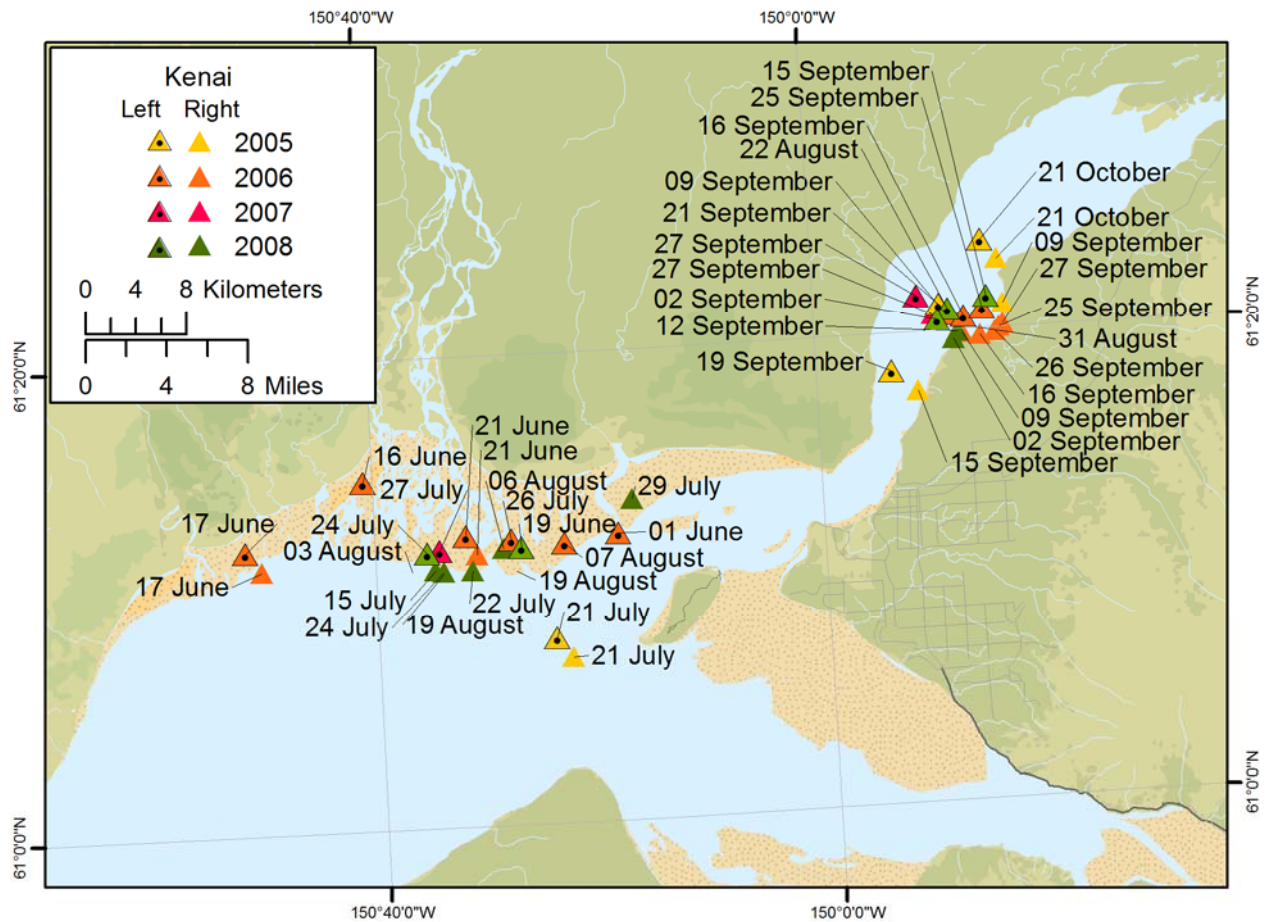 150°40'0"W
150°0'0"W
Kenai
Left Right
2005
2006
2007
2008
0 4 8 Kilometers
0 4 8 Miles
15 September
25 September
16 September
22 August
09 September
21 September
27 September
27 September
02 September
12 September
19 September
21 October
21 October
09 September
27 September
25 September
31 August
26 September
16 September
09 September
02 September
15 September
61°20'0"N
61°20'0"N
21 June
21 June
16 June
27 July
06 August
26 July
29 July
17 June
24 July
19 June
01 June
03 August
07 August
17 June
19 August
15 July
22 July
21 July
24 July
19 August
21 July
61°0'0"N
61°0'0"N
150°40'0"W
150°0'0"W